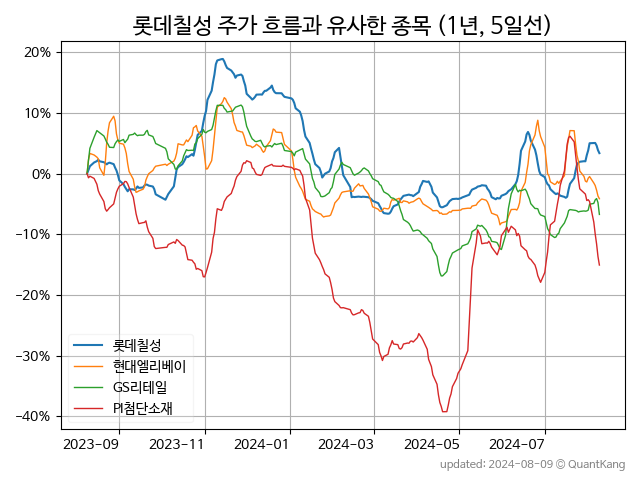 롯데칠성 주가 흐름과 유사한 종목 (1년, 5일선)
20%
10%
0%
−10%
−20%
−30%
−40%
롯데칠성
현대엘리베이
GS리테일
PI첨단소재
2023-09 2023-11 2024-01 2024-03 2024-05 2024-07
updated: 2024-08-09 © QuantKang